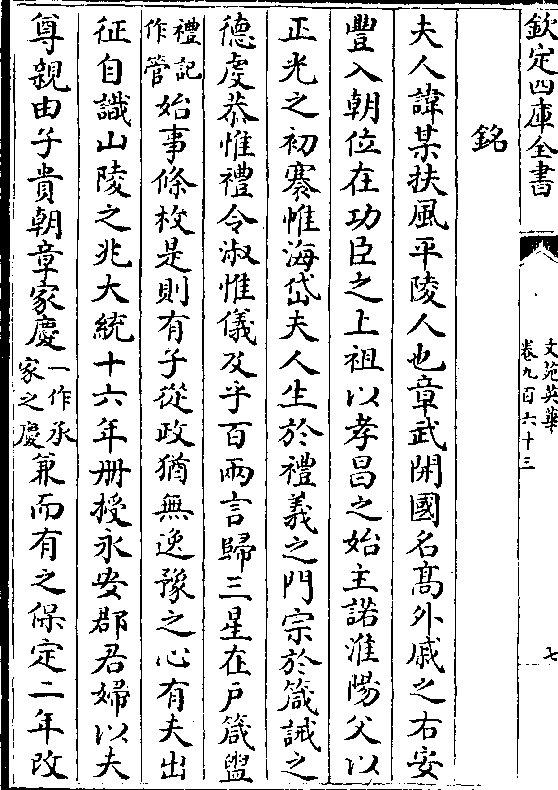 欽定四庫全書
文苑英華
卷九百六十三
七
銘
夫人諱某扶風平陵人也章武開國名髙外戚之右安
豐入朝位在功臣之上祖以孝昌之始主諾淮陽父以
正光之初褰帷海岱夫人生於禮義之門宗於箴誡之
德虔恭惟禮令淑惟儀及乎百兩言歸三星在戸箴盥
禮記
作管
始事條枚是則有子從政猶無逸豫之心有夫出
征自識山陵之兆大統十六年册授永安郡君婦以夫
尊親由子貴朝章家慶
一作承
家之慶
兼而有之保定二年改